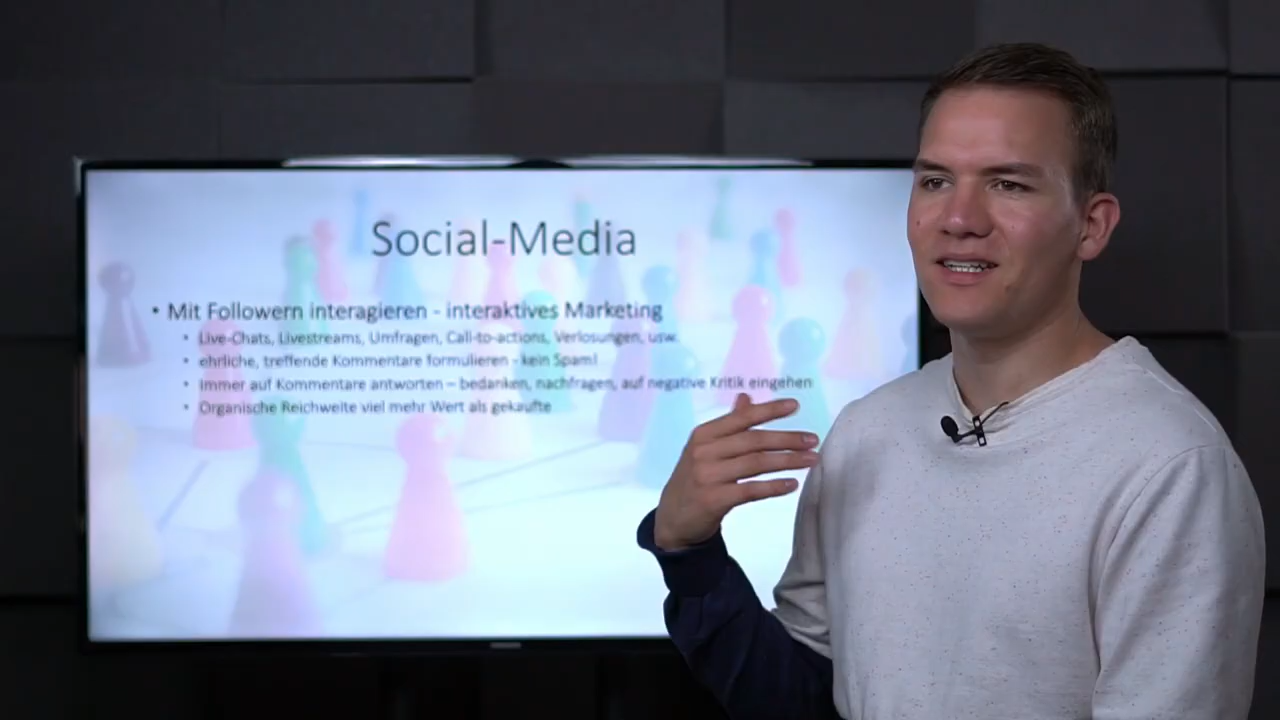 Social-Media
• Mit Followern interagieren - interaktives Marketing
• Live-Chats, Livestreams, Umfragen, Call-to-actions, Verlosungen, usw.
• ehrliche, treffende Kommentare formulieren - kein Spam!
• Immer auf Kommentare antworten – bedanken, nachfragen, auf negative Kritik eingehen
• Organische Reichweite viel mehr Wert als gekaufte